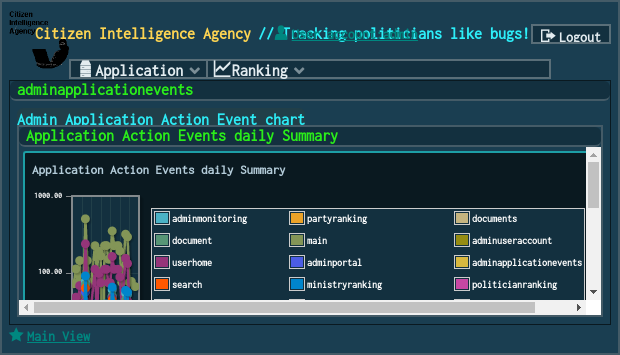 Citizen
Intelligence
Agency
Citizen Intelligence Agency // Tracking politicians like bugs!
Logout
Application
Ranking
adminapplicationevents
Admin Application Action Event chart
Application Action Events daily Summary
Application Action Events daily Summary
1000.00
100.00
adminmonitoring partyranking documents
document main adminuseraccount
userhome adminportal adminapplicationevents
search ministryranking politicianranking
Main View